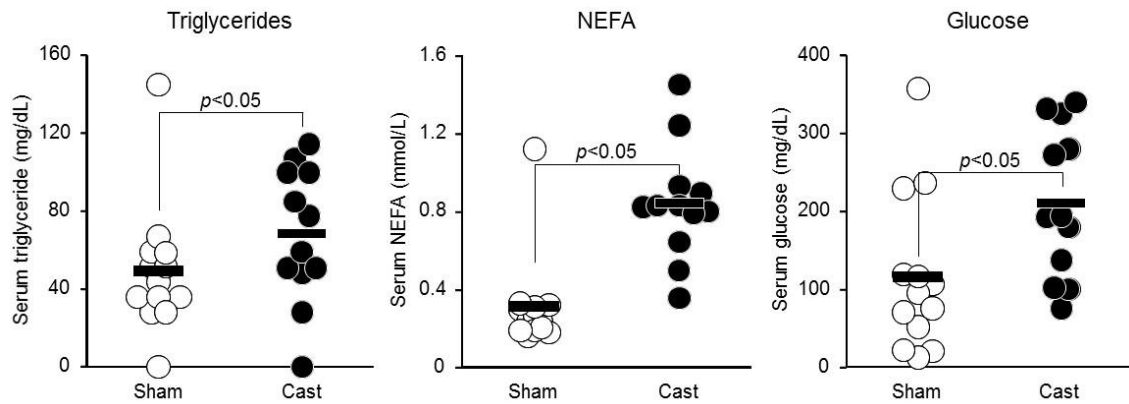 Triglycerides
Serum triglyceride (mg/dL)
160
120
80
40
0
p<0.05
Sham Cast
NEFA
Serum NEFA (mmol/L)
1.6
1.2
0.8
0.4
0
p<0.05
Sham Cast
Glucose
Serum glucose (mg/dL)
400
300
200
100
0
p<0.05
Sham Cast